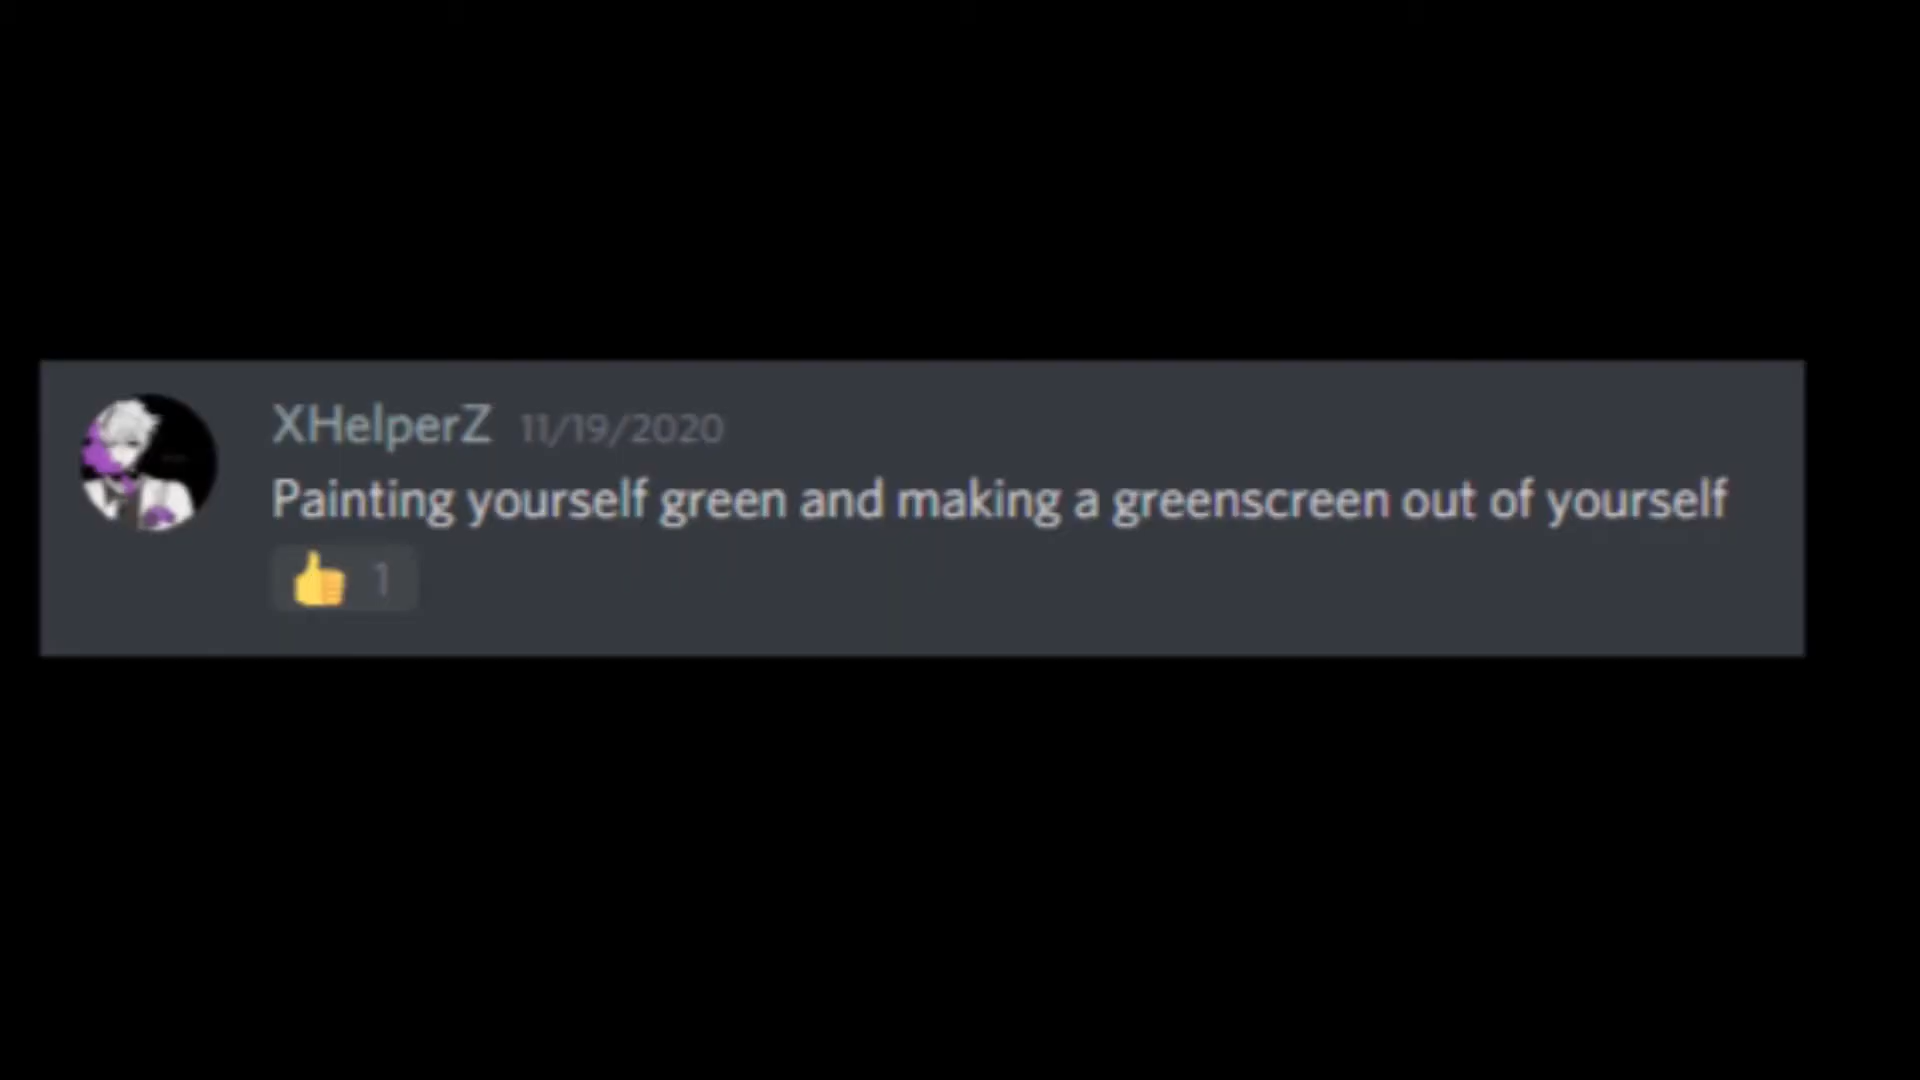 XHelperZ 11/19/2020
Painting yourself green and making a greenscreen out of yourself
👍 1